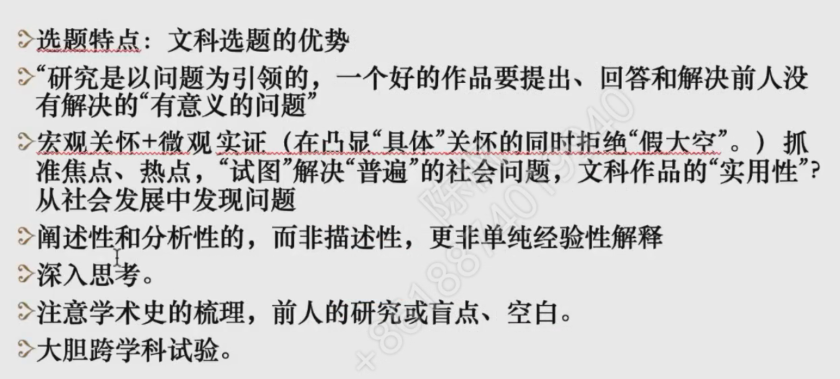 选题特点：文科选题的优势
“研究是以问题为引领的，一个好的作品要提出、回答和解决前人没
有解决的“有意义的问题”
宏观关怀+微观实证（在凸显“具体”关怀的同时拒绝“假大空”。）抓
准焦点、热点，“试图”解决“普遍”的社会问题，文科作品的“实用性”?
从社会发展中发现问题
阐述性和分析性的，而非描述性，更非单纯经验性解释
深入思考。
注意学术史的梳理，前人的研究或盲点、空白。
大胆跨学科试验。